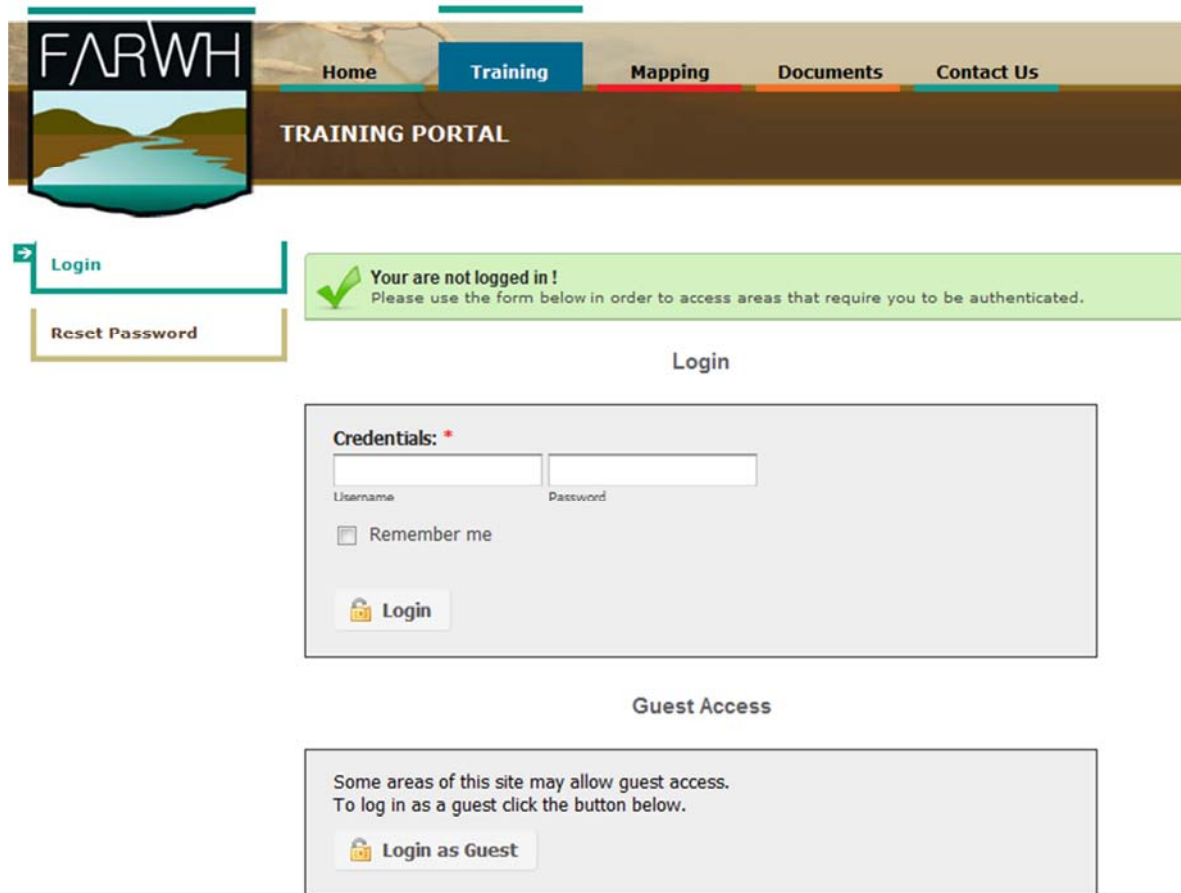 FARWH
Home Training Mapping Documents Contact Us
TRAINING PORTAL
Login
Reset Password
Your are not logged in !
Please use the form below in order to access areas that require you to be authenticated.
Login
Credentials: *
Username Password
Remember me
Login
Guest Access
Some areas of this site may allow guest access.
To log in as a guest click the button below.
Login as Guest